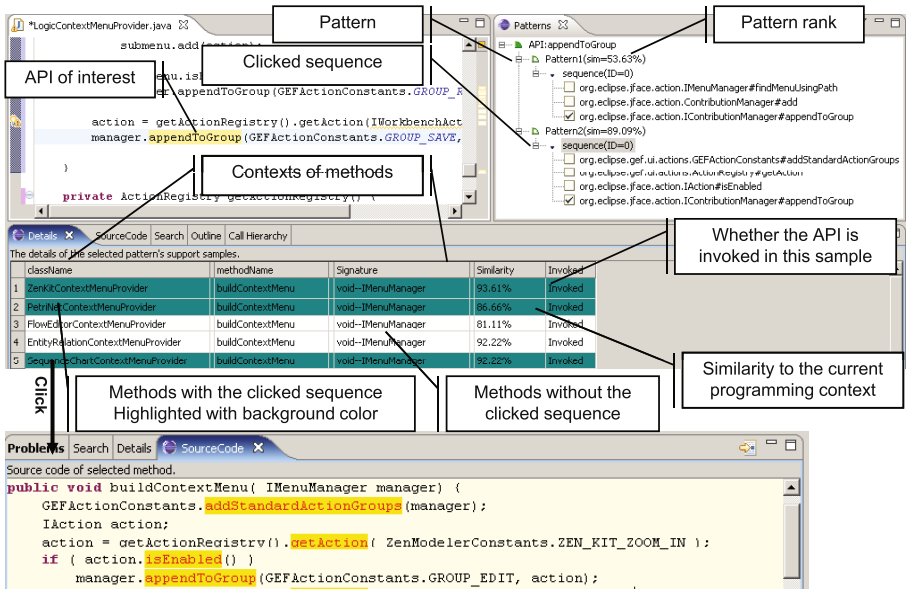 *LogicContextMenuProvider.java
submenu.add(action);
menu.is
.appendToGroup(GEFActionConstants.GROUP_R
action = getActionRegistry().getAction(IWorkbenchAct
manager.appendToGroup(GEFActionConstants.GROUP_SAVE,
}
private ActionRegistry getActionRegistry() {
Pattern
Clicked sequence
API of interest
Contexts of methods
Pattern rank
Patterns
API:appendToGroup
Pattern1(sim=53.63%)
sequence(ID=0)
org.eclipse.jface.action.IMenuManager#findMenuUsingPath
org.eclipse.jface.action.ContributionManager#add
org.eclipse.jface.action.IContributionManager#appendToGroup
Pattern2(sim=89.09%)
sequence(ID=0)
org.eclipse.gef.ui.actions.GEFActionConstants#addStandardActionGroups
org.eclipse.gef.ui.actions.ActionRegistry#getAction
org.eclipse.jface.action.IAction#isEnabled
org.eclipse.jface.action.IContributionManager#appendToGroup
Details SourceCode Search Outline Call Hierarchy
The details of the selected pattern's support samples.
className methodName Signature Similarity Invoked
1 ZenKitContextMenuProvider buildContextMenu void--IMenuManager 93.61% Invoked
2 PetriNetContextMenuProvider buildContextMenu void--IMenuManager 86.66% Invoked
3 FlowEditorContextMenuProvider buildContextMenu void--IMenuManager 81.11% Invoked
4 EntityRelationContextMenuProvider buildContextMenu void--IMenuManager 92.22% Invoked
5 SequenceChartContextMenuProvider buildContextMenu void--IMenuManager 92.22% Invoked
Whether the API is
invoked in this sample
Similarity to the current
programming context
Click
Methods with the clicked sequence
Highlighted with background color
Methods without the
clicked sequence
Problems Search Details SourceCode
Source code of selected method.
public void buildContextMenu( IMenuManager manager) {
GEFActionConstants.addStandardActionGroups(manager);
IAction action;
action = getActionRegistry().getAction( ZenModelerConstants.ZEN_KIT_ZOOM_IN );
if ( action.isEnabled() )
manager.appendToGroup(GEFActionConstants.GROUP_EDIT, action);